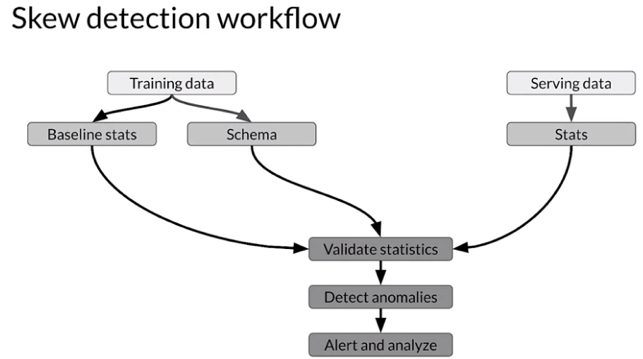 Skew detection workflow
Training data
Serving data
Baseline stats
Schema
Stats
Validate statistics
Detect anomalies
Alert and analyze